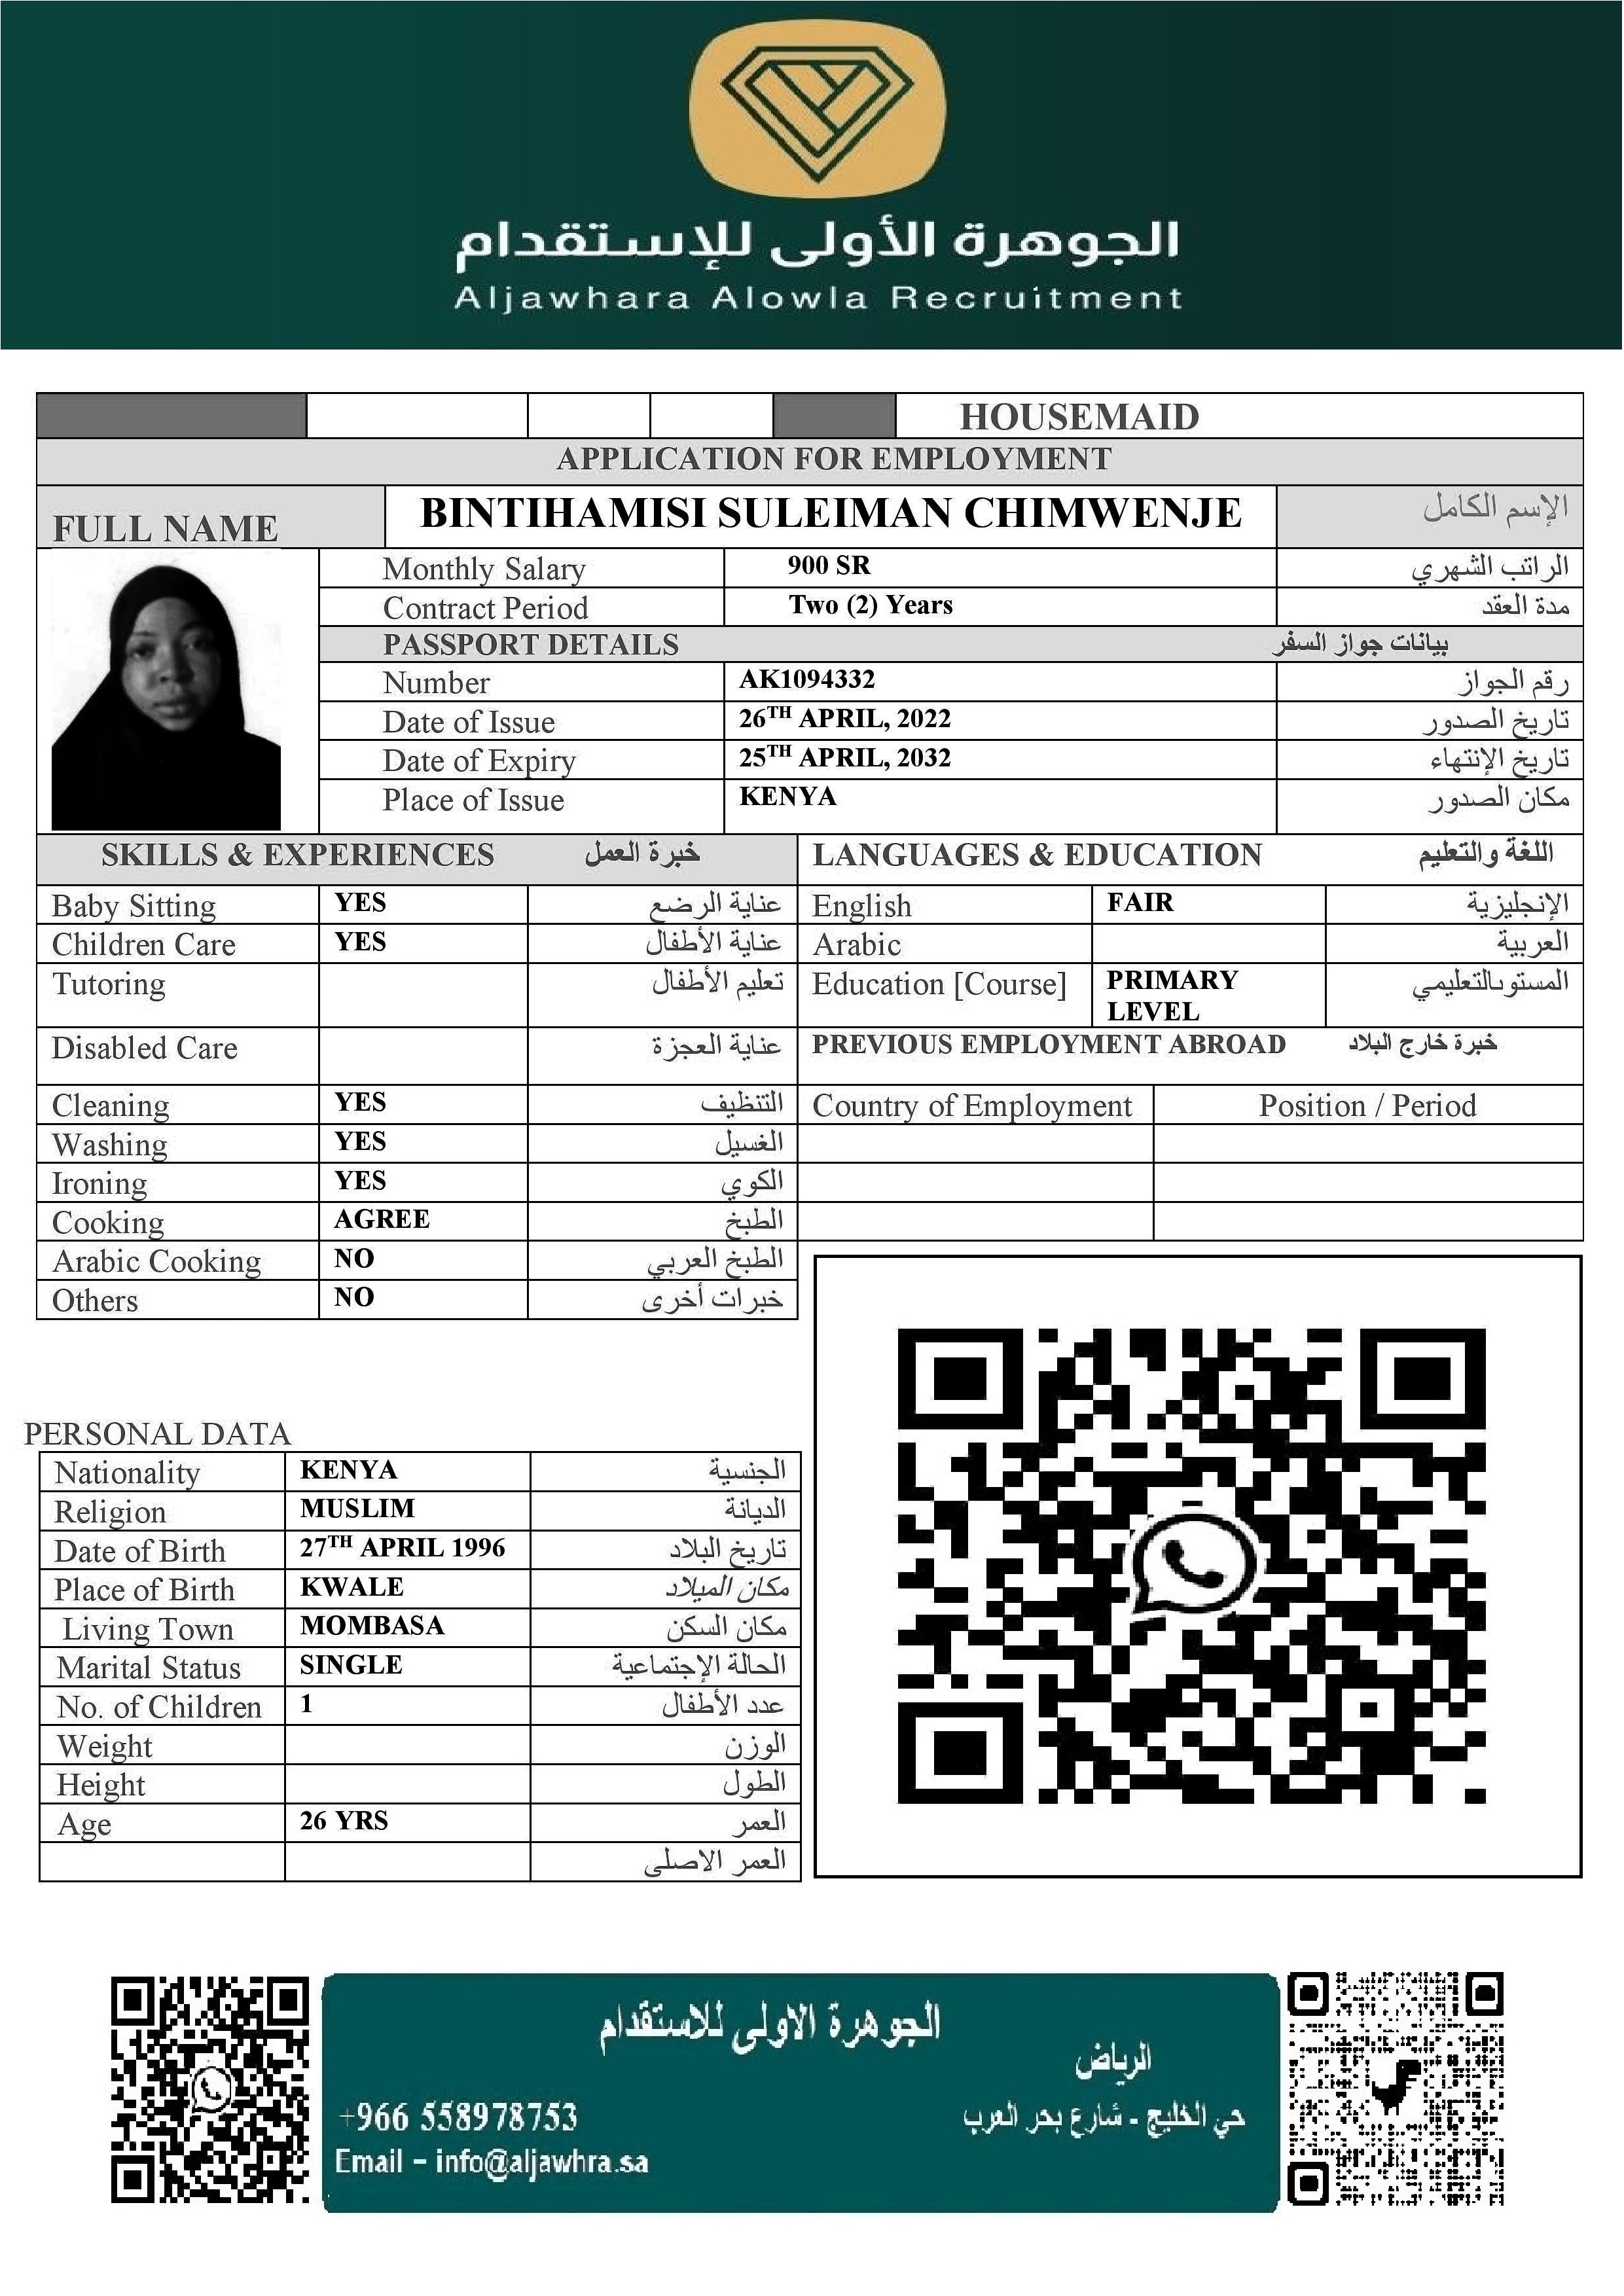 الجوهرة الأولى للإستقدام
Aljawhara Alowla Recruitment
HOUSEMAID
APPLICATION FOR EMPLOYMENT
FULL NAME BINTIHAMISI SULEIMAN CHIMWENJE الإسم الكامل
Monthly Salary 900 SR الراتب الشهري
Contract Period Two (2) Years مدة العقد
PASSPORT DETAILS بيانات جواز السفر
Number AK1094332 رقم الجواز
Date of Issue 26TH APRIL, 2022 تاريخ الصدور
Date of Expiry 25TH APRIL, 2032 تاريخ الإنتهاء
Place of Issue KENYA مكان الصدور
SKILLS & EXPERIENCES خبرة العمل
Baby Sitting YES عناية الرضع
Children Care YES عناية الأطفال
Tutoring تعليم الأطفال
Disabled Care عناية العجزة
Cleaning YES التنظيف
Washing YES الغسيل
Ironing YES الكوي
Cooking AGREE الطبخ
Arabic Cooking NO الطبخ العربي
Others NO خبرات أخرى
LANGUAGES & EDUCATION اللغة والتعليم
English FAIR الإنجليزية
Arabic العربية
Education [Course] PRIMARY LEVEL المستوىالتعليمي
PREVIOUS EMPLOYMENT ABROAD خبرة خارج البلاد
Country of Employment Position / Period
PERSONAL DATA
Nationality KENYA الجنسية
Religion MUSLIM الديانة
Date of Birth 27TH APRIL 1996 تاريخ البلاد
Place of Birth KWALE مكان الميلاد
Living Town MOMBASA مكان السكن
Marital Status SINGLE الحالة الإجتماعية
No. of Children 1 عدد الأطفال
Weight الوزن
Height الطول
Age 26 YRS العمر
العمر الاصلى
الجوهرة الاولى للاستقدام
الرياض
حي الخليج - شارع بحر العرب
+966 558978753
Email – info@aljawhra.sa